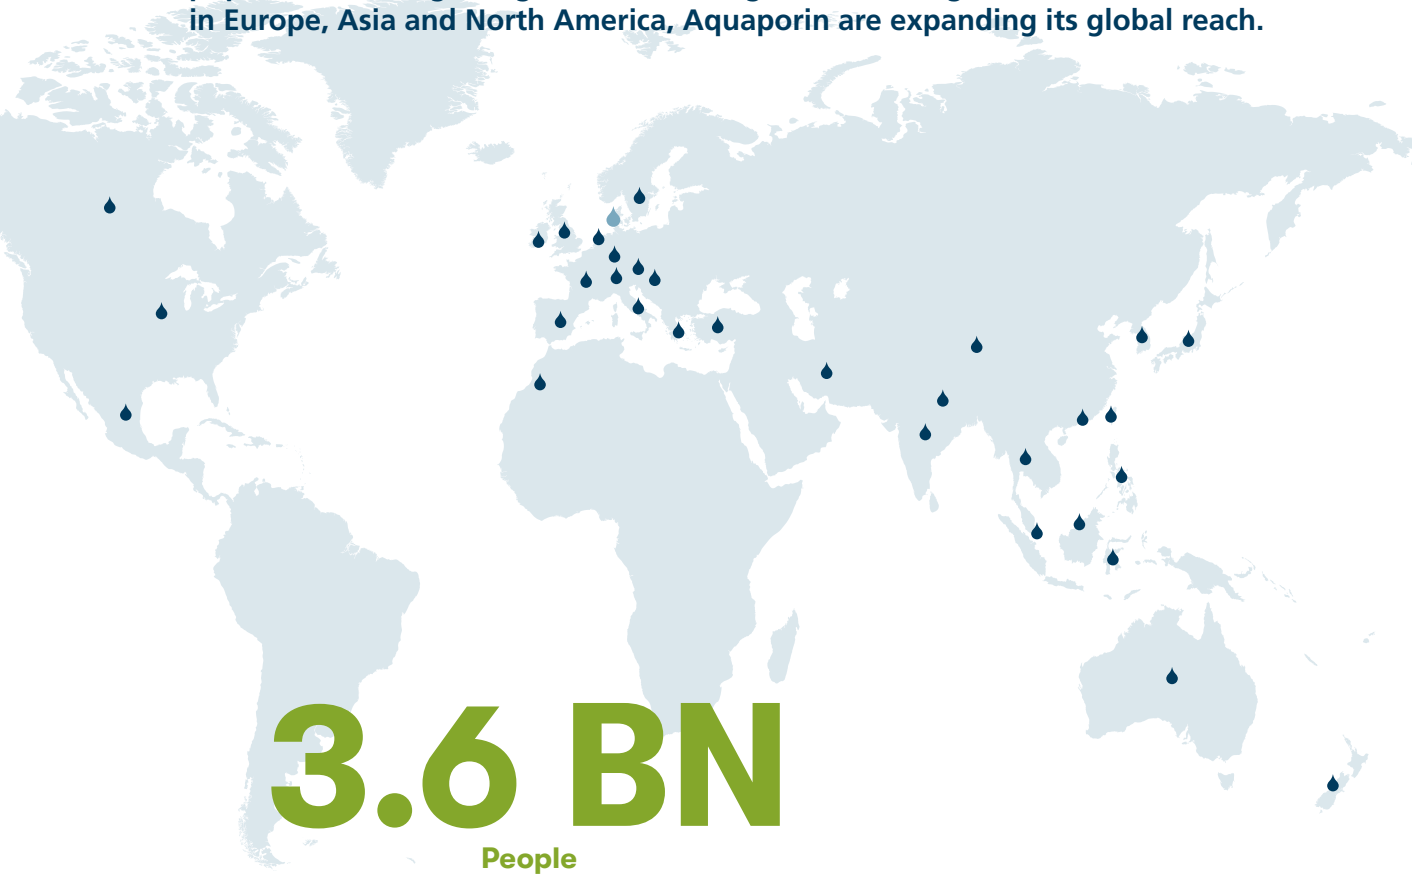 in Europe, Asia and North America, Aquaporin are expanding its global reach.
3.6 BN
People